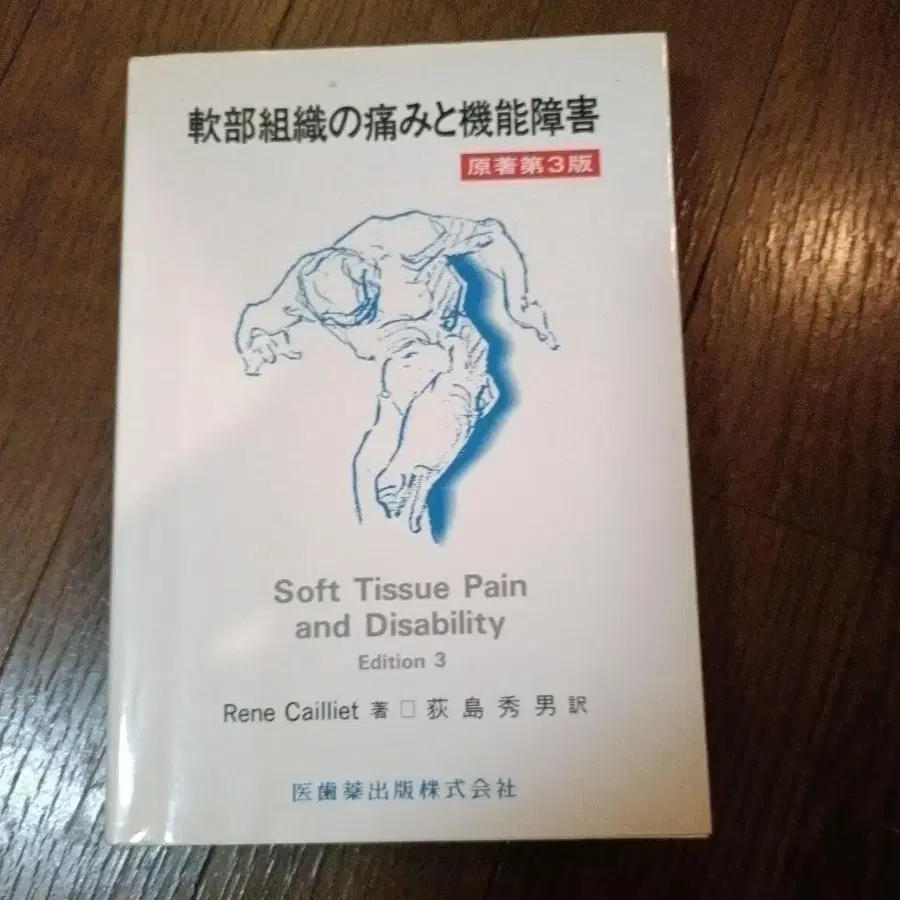 軟部組織の痛みと機能障害
原著第3版
Soft Tissue Pain
and Disability
Edition 3
Rene Cailliet 著 □ 荻島秀男 訳
医歯薬出版株式会社